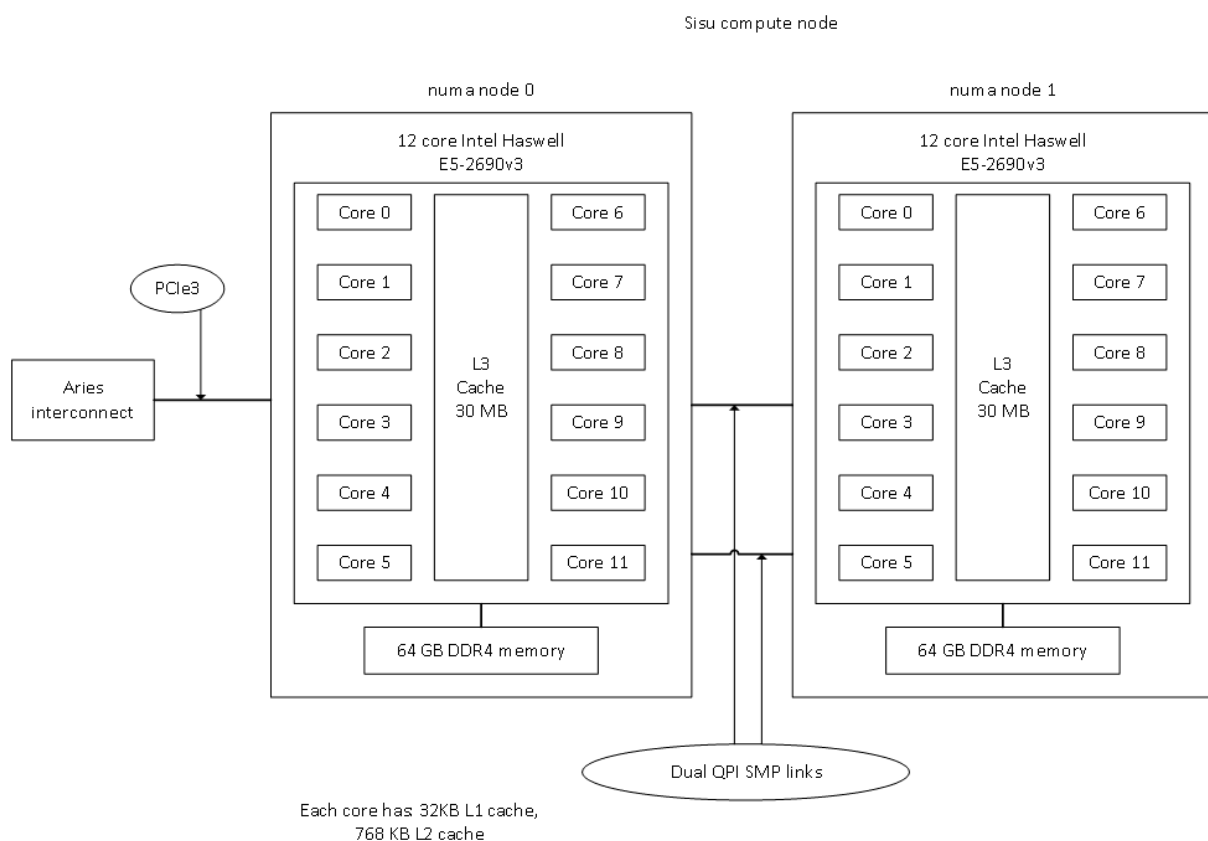 Sisu compute node
numa node 0
12 core Intel Haswell
E5-2690v3
Core 0
Core 1
Core 2
Core 3
Core 4
Core 5
L3
Cache
30 MB
Core 6
Core 7
Core 8
Core 9
Core 10
Core 11
64 GB DDR4 memory
numa node 1
12 core Intel Haswell
E5-2690v3
Core 0
Core 1
Core 2
Core 3
Core 4
Core 5
L3
Cache
30 MB
Core 6
Core 7
Core 8
Core 9
Core 10
Core 11
64 GB DDR4 memory
PCIe3
Aries
interconnect
Dual QPI SMP links
Each core has: 32KB L1 cache,
768 KB L2 cache